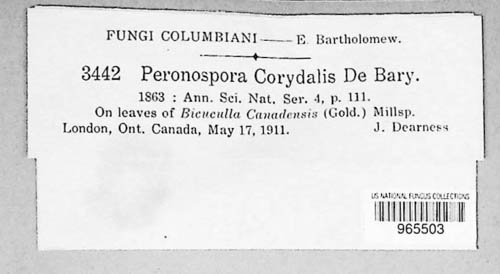 FUNGI COLUMBIANI — E. Bartholomew.
3442 Peronospora Corydalis De Bary.
1863 : Ann. Sci. Nat. Ser. 4, p. 111.
On leaves of Bicuculla Canadensis (Gold.) Millsp.
London, Ont. Canada, May 17, 1911. J. Dearness
US NATIONAL FUNGUS COLLECTIONS
965503